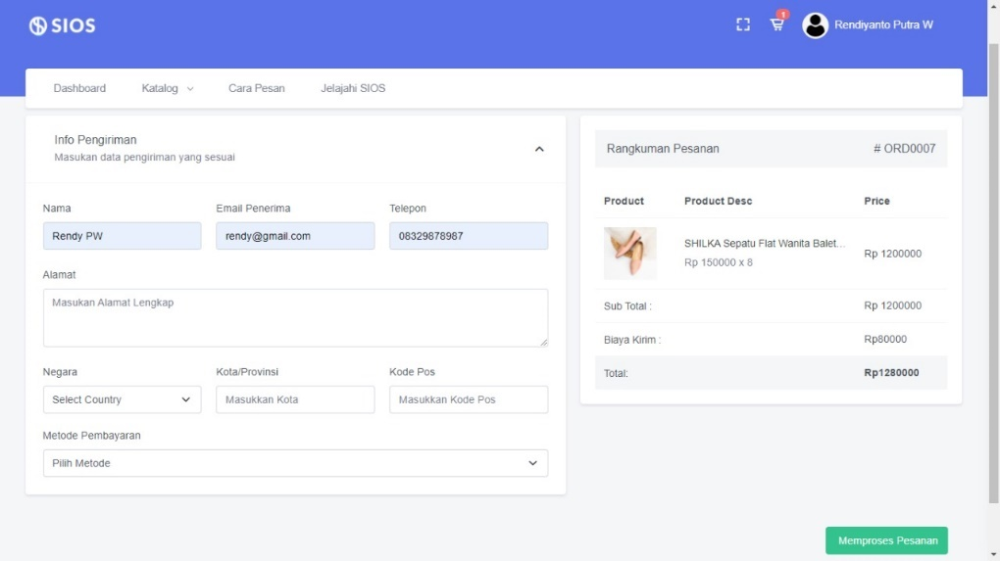 SIOS
1
Rendiyanto Putra W
Dashboard Katalog Cara Pesan Jelajahi SIOS
Info Pengiriman
Masukan data pengiriman yang sesuai
Nama Email Penerima Telepon
Rendy PW rendy@gmail.com 08329878987
Alamat
Masukan Alamat Lengkap
Negara Kota/Provinsi Kode Pos
Select Country Masukkan Kota Masukkan Kode Pos
Metode Pembayaran
Pilih Metode
Rangkuman Pesanan # ORD0007
Product Product Desc Price
SHILKA Sepatu Flat Wanita Balet...
Rp 150000 x 8
Rp 1200000
Sub Total : Rp 1200000
Biaya Kirim : Rp80000
Total: Rp1280000
Memproses Pesanan